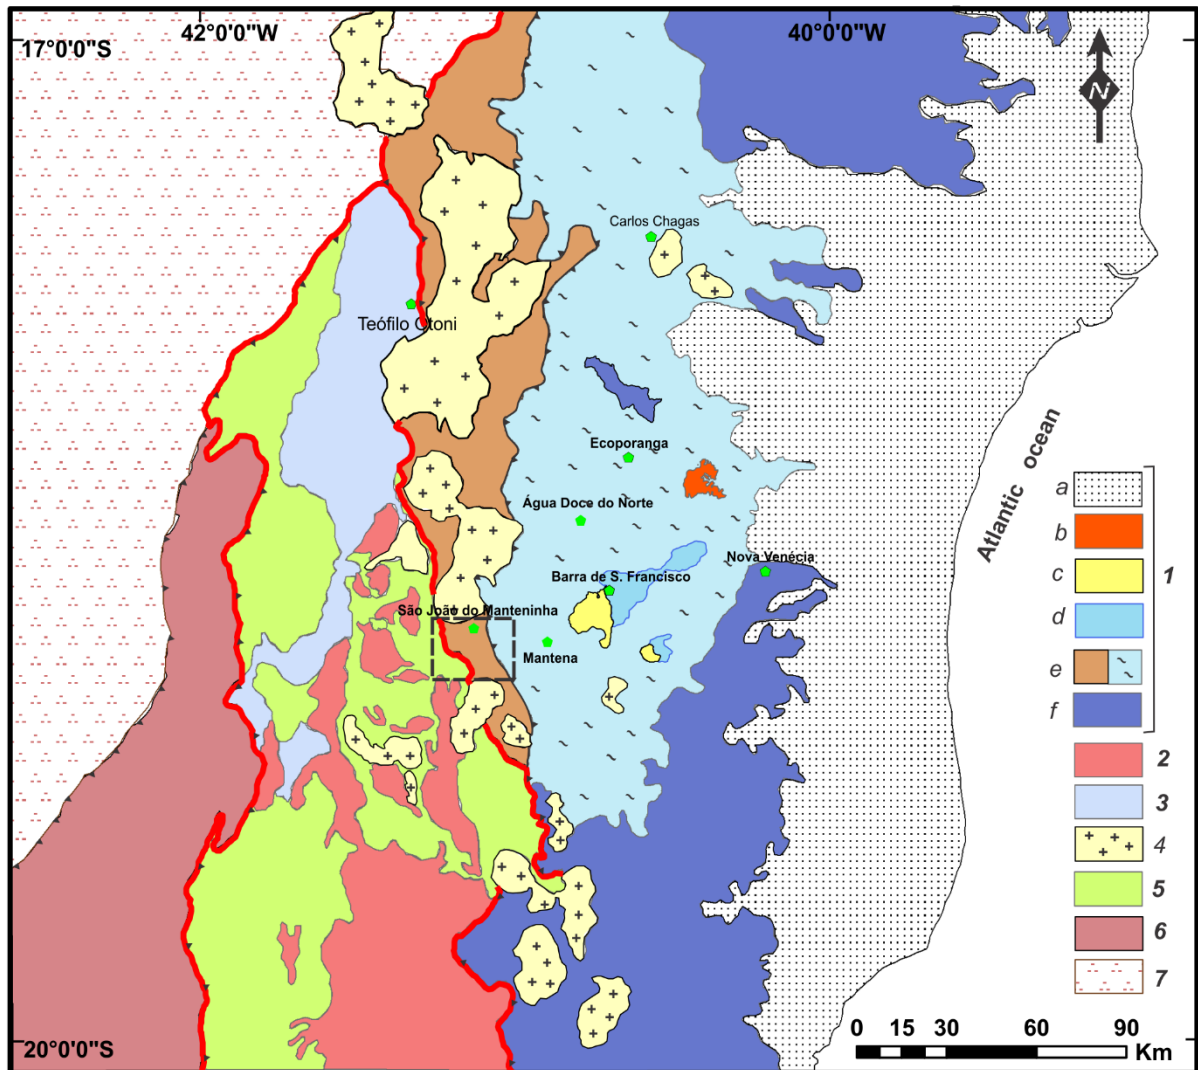 42°0'0"W
40°0'0"W
17°0'0"S
N
Carlos Chagas
Teófilo Otoni
Ecoporanga
Água Doce do Norte
Nova Venécia
Barra de S. Francisco
São João do Manteninha
Mantena
Atlantic ocean
a
b
c
1
d
e
f
2
3
4
5
6
7
0 15 30 60 90
Km
20°0'0"S